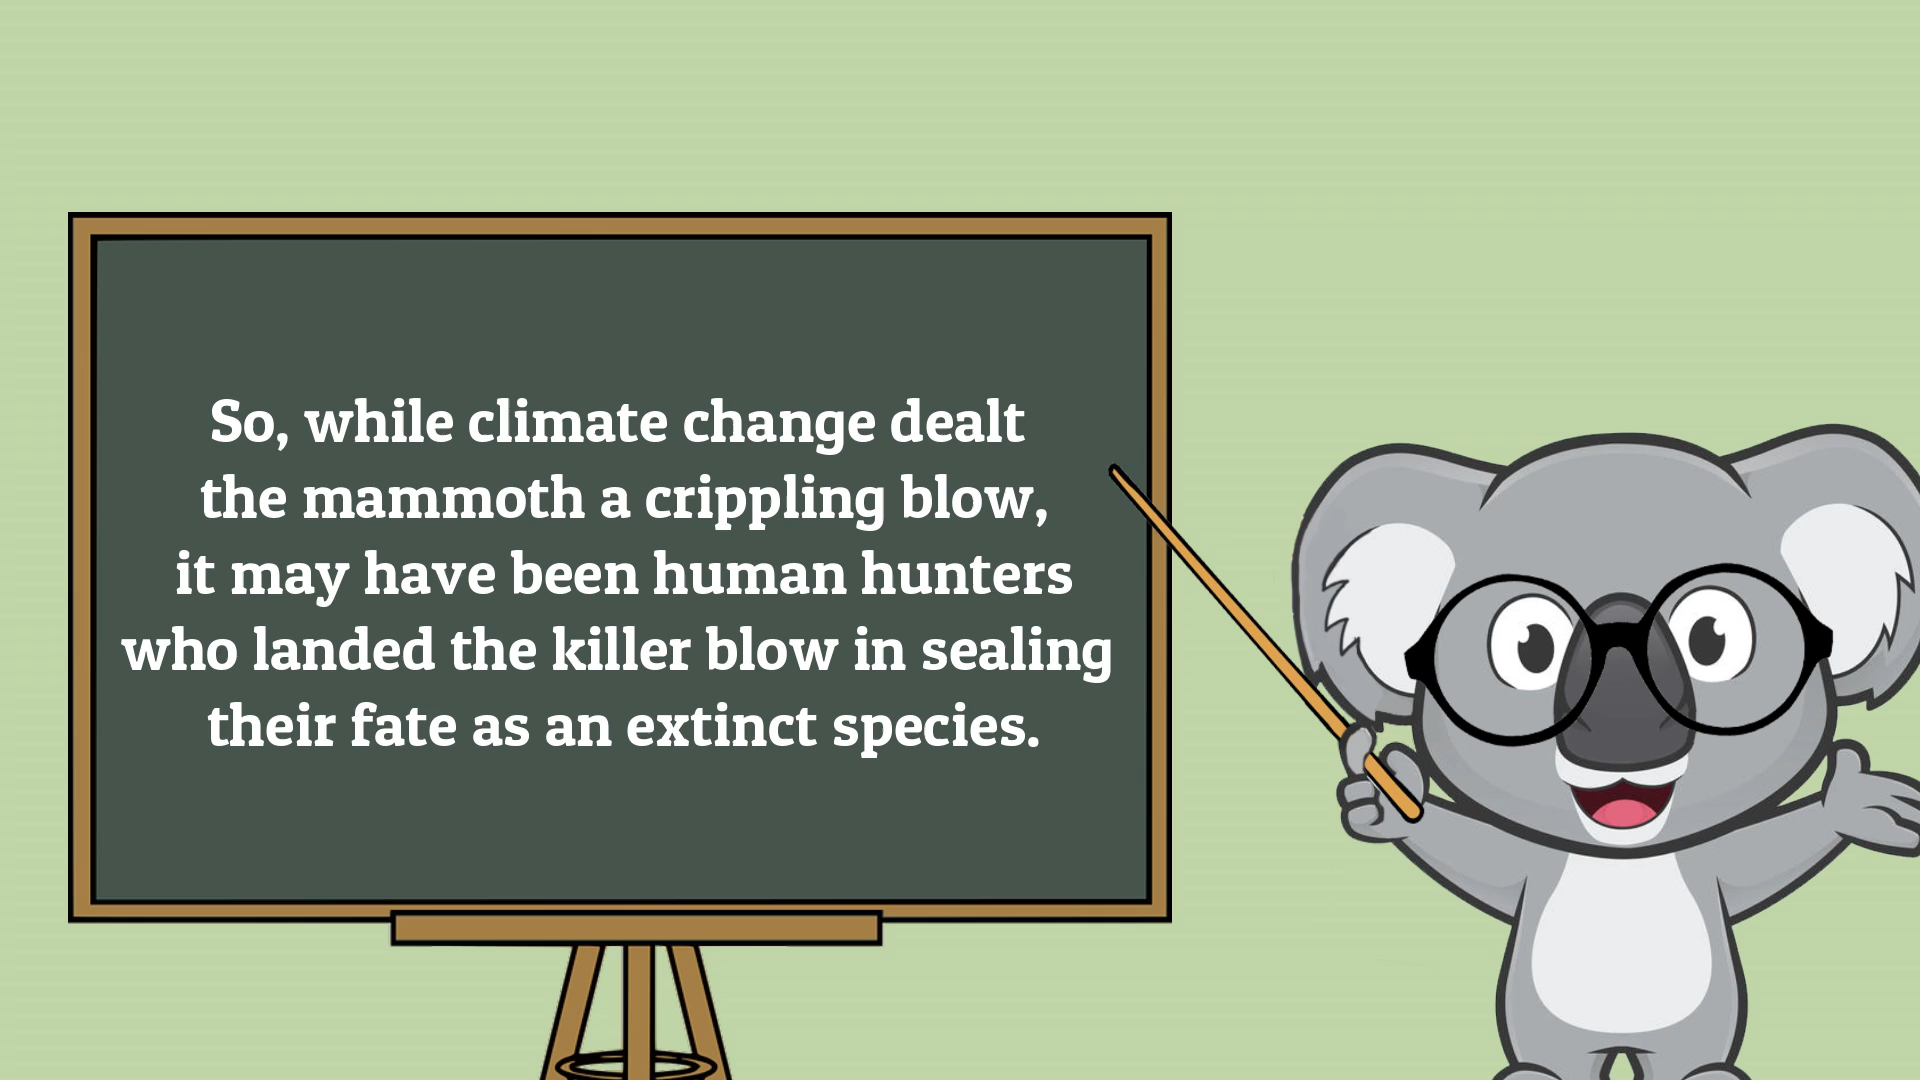 So, while climate change dealt
the mammoth a crippling blow,
it may have been human hunters
who landed the killer blow in sealing
their fate as an extinct species.